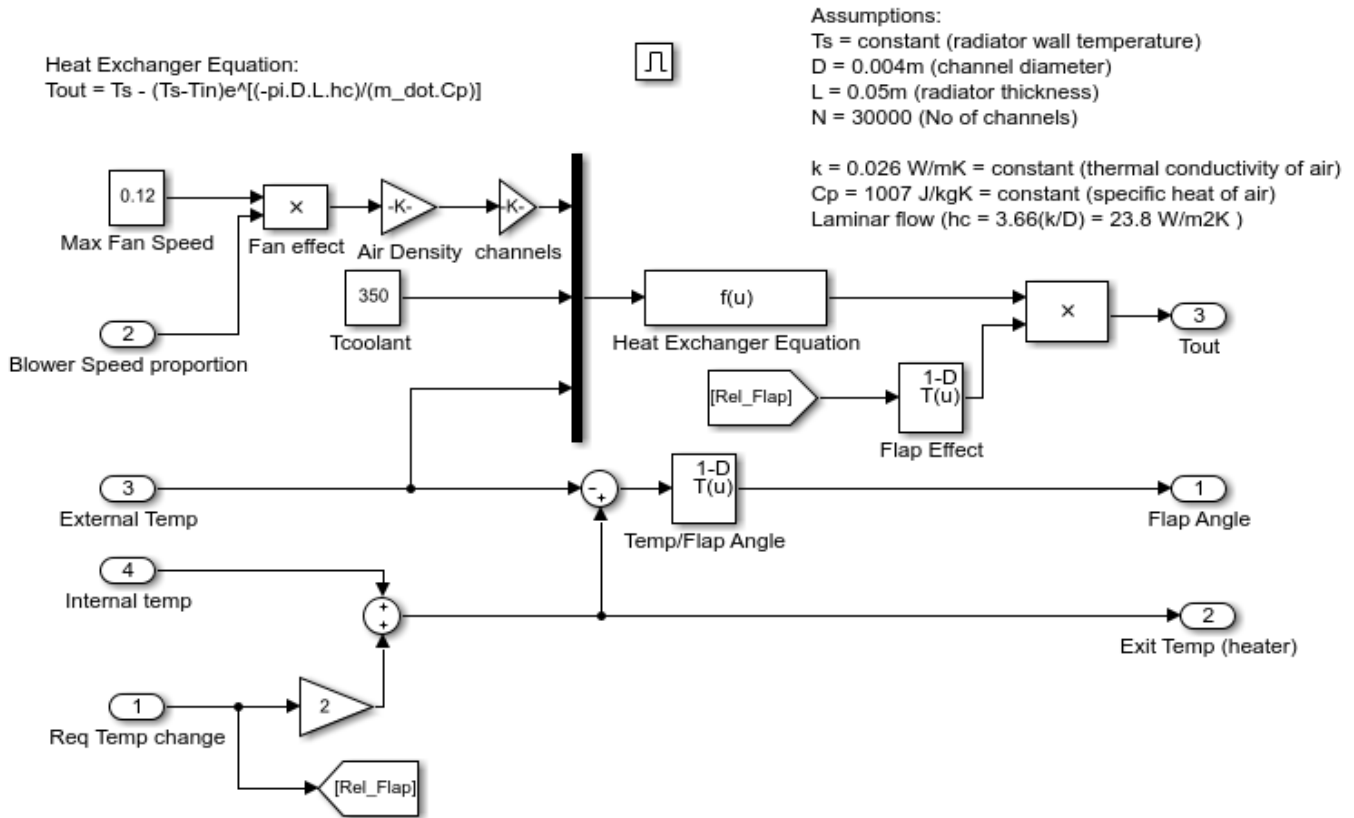 Heat Exchanger Equation:
Tout = Ts - (Ts-Tin)e^[(-pi.D.L.hc)/(m_dot.Cp)]
Assumptions:
Ts = constant (radiator wall temperature)
D = 0.004m (channel diameter)
L = 0.05m (radiator thickness)
N = 30000 (No of channels)
k = 0.026 W/mK = constant (thermal conductivity of air)
Cp = 1007 J/kgK = constant (specific heat of air)
Laminar flow (hc = 3.66(k/D) = 23.8 W/m2K )
0.12
Max Fan Speed
×
Fan effect
-K-
Air Density
-K-
channels
350
Tcoolant
2
Blower Speed proportion
f(u)
Heat Exchanger Equation
×
3
Tout
[Rel_Flap]
1-D
T(u)
Flap Effect
3
External Temp
-
+
1-D
T(u)
Temp/Flap Angle
1
Flap Angle
4
Internal temp
+
+
2
Exit Temp (heater)
1
Req Temp change
2
[Rel_Flap]